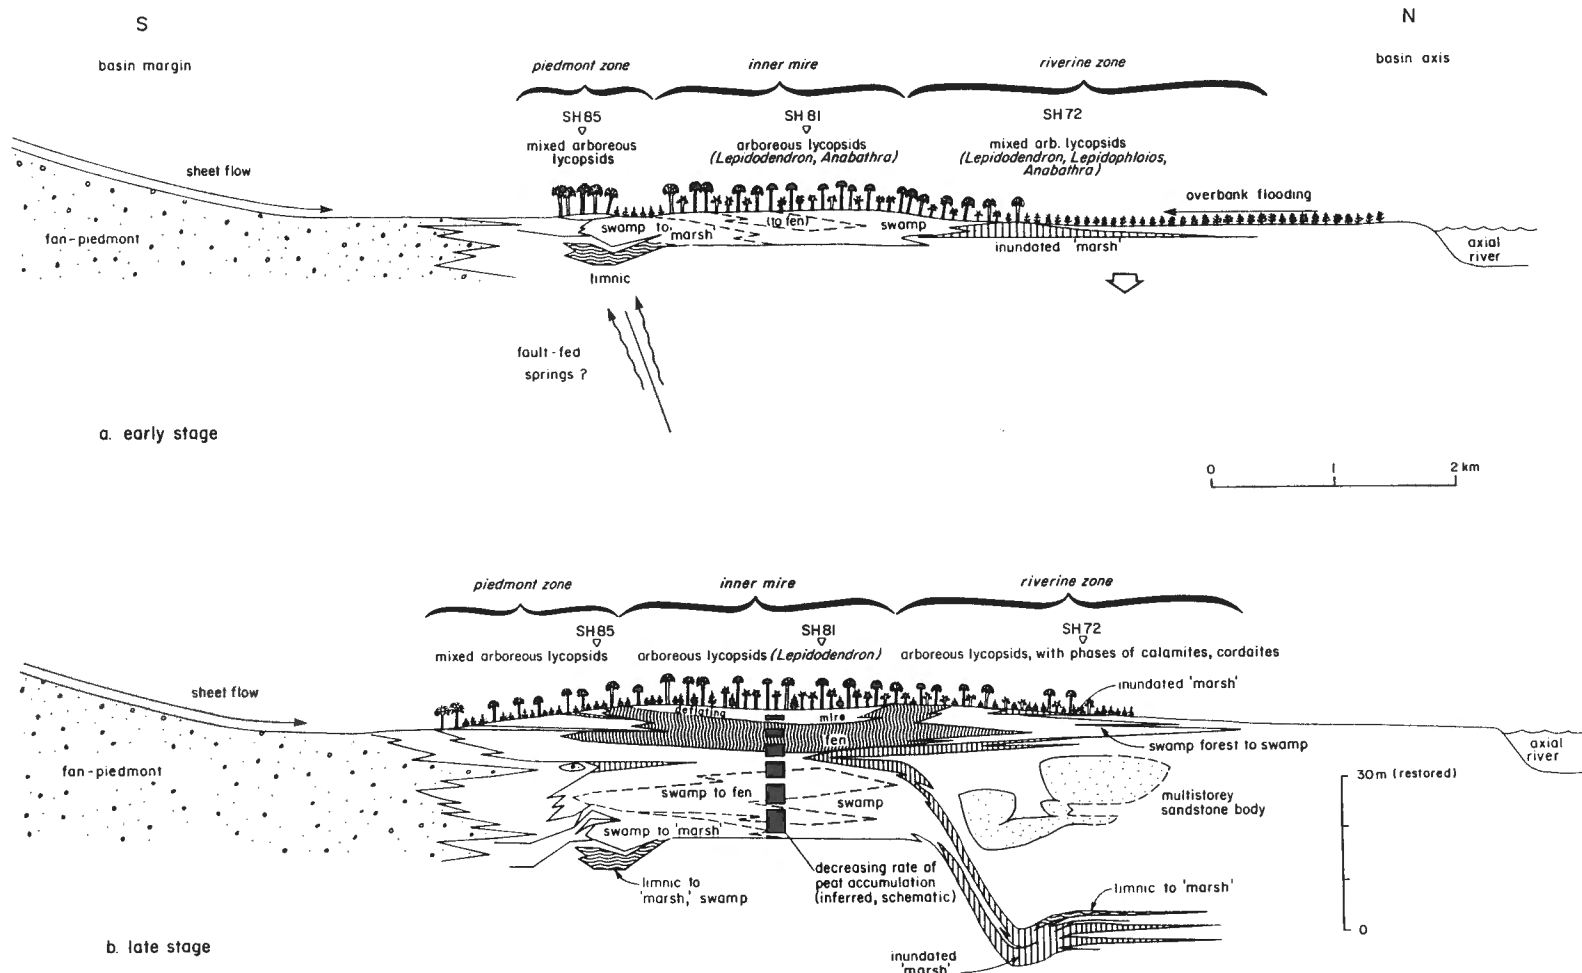 S
N
basin margin
basin axis
piedmont zone
inner mire
riverine zone
SH85
SH81
SH72
mixed arboreous
lycopsids
arboreous lycopsids
(Lepidodendron, Anabathra)
mixed arb. lycopsids
(Lepidodendron, Lepidophloios,
Anabathra)
sheet flow
overbank flooding
fan-piedmont
swamp to
marsh
(to fen)
swamp
inundated 'marsh'
axial
river
limnic
fault-fed
springs ?
a. early stage
0
1
2 km
piedmont zone
inner mire
riverine zone
SH85
SH81
SH72
mixed arboreous lycopsids
arboreous lycopsids (Lepidodendron)
arboreous lycopsids, with phases of calamites, cordaites
sheet flow
inundated 'marsh'
deflating mire
fen
swamp forest to swamp
axial
river
fan-piedmont
30m (restored)
swamp to fen
swamp
multistorey
sandstone body
swamp to 'marsh'
decreasing rate of
peat accumulation
(inferred, schematic)
limnic to
'marsh,' swamp
limnic to 'marsh'
0
b. late stage
inundated
'marsh'